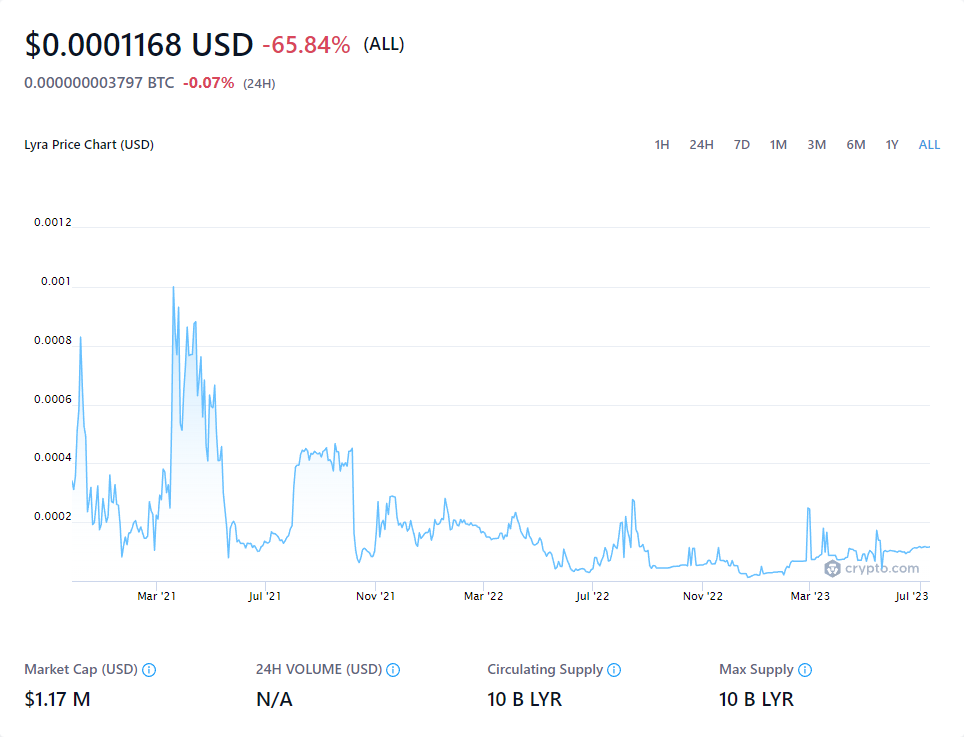 $0.0001168 USD -65.84% (ALL)
0.000000003797 BTC -0.07% (24H)
Lyra Price Chart (USD) 1H 24H 7D 1M 3M 6M 1Y ALL
0.0012
0.001
0.0008
0.0006
0.0004
0.0002
crypto.com
Mar '21 Jul '21 Nov '21 Mar '22 Jul '22 Nov '22 Mar '23 Jul '23
Market Cap (USD) 24H VOLUME (USD) Circulating Supply Max Supply
$1.17 M N/A 10 B LYR 10 B LYR